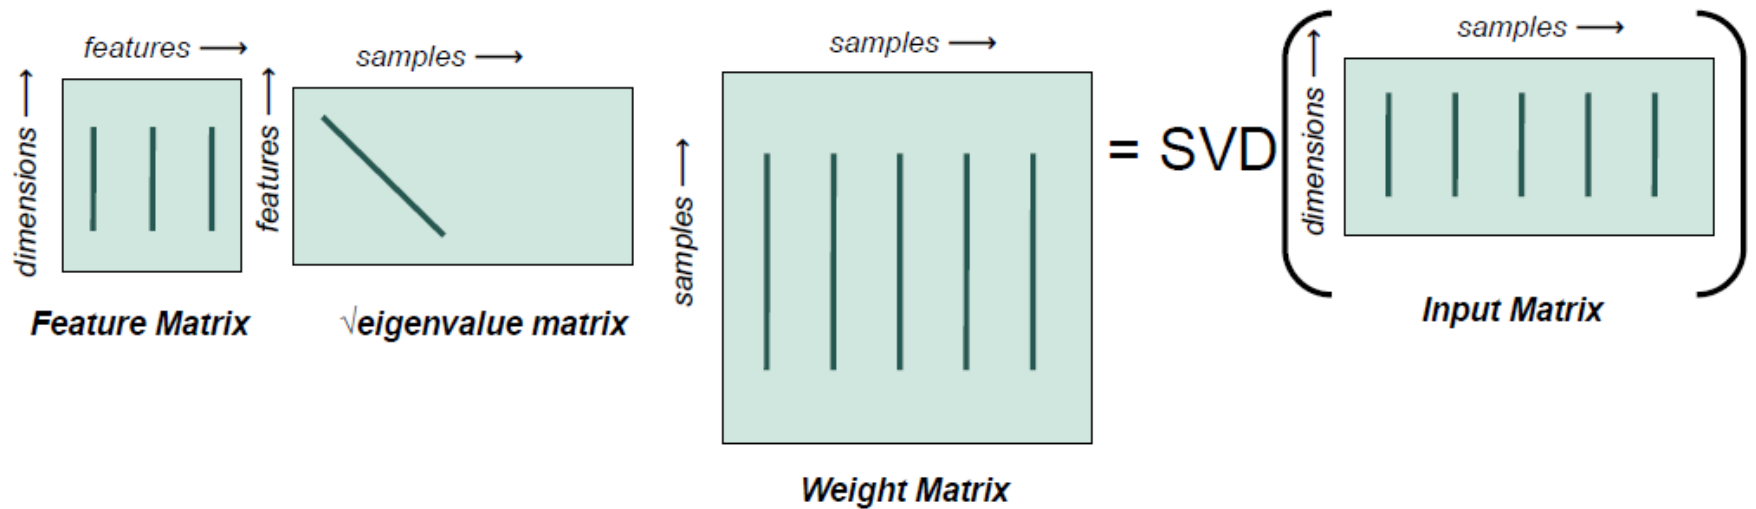 features →
dimensions →
Feature Matrix
samples →
features →
√eigenvalue matrix
samples →
samples →
Weight Matrix
= SVD
samples →
dimensions →
Input Matrix